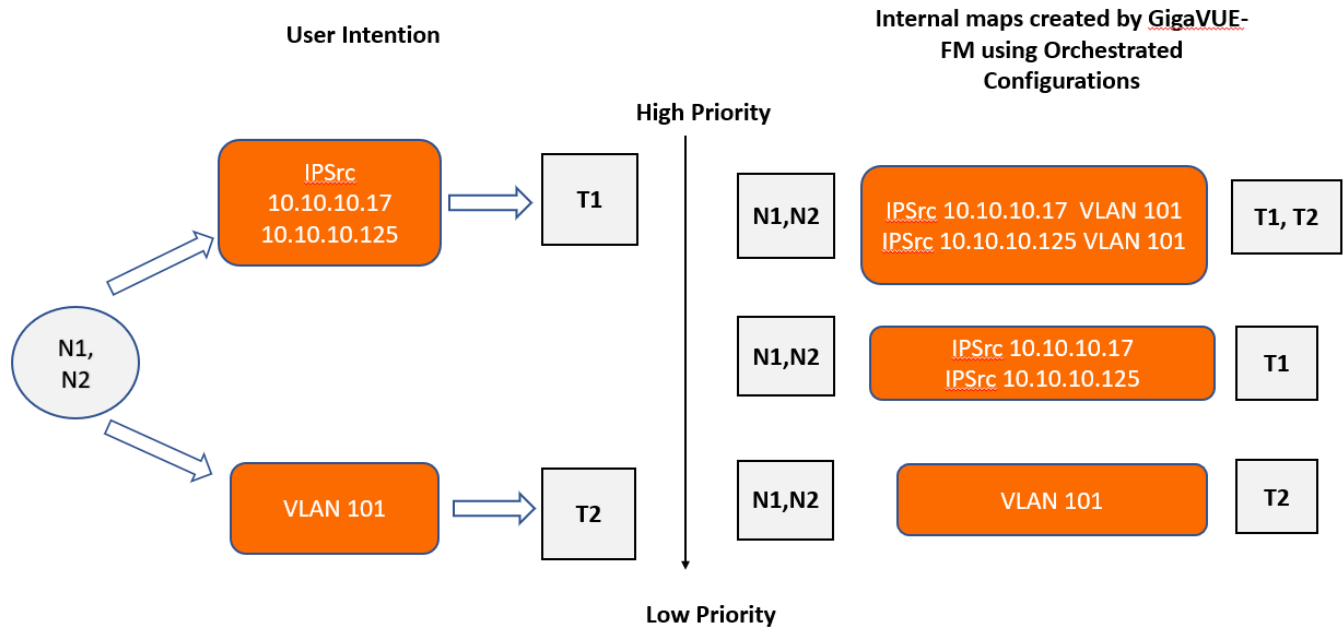 User Intention
Internal maps created by GigaVUE-
FM using Orchestrated
Configurations
High Priority
IPSrc
10.10.10.17
10.10.10.125
T1
N1,
N2
VLAN 101
T2
N1,N2
IPSrc 10.10.10.17 VLAN 101
IPSrc 10.10.10.125 VLAN 101
T1, T2
N1,N2
IPSrc 10.10.10.17
IPSrc 10.10.10.125
T1
N1,N2
VLAN 101
T2
Low Priority